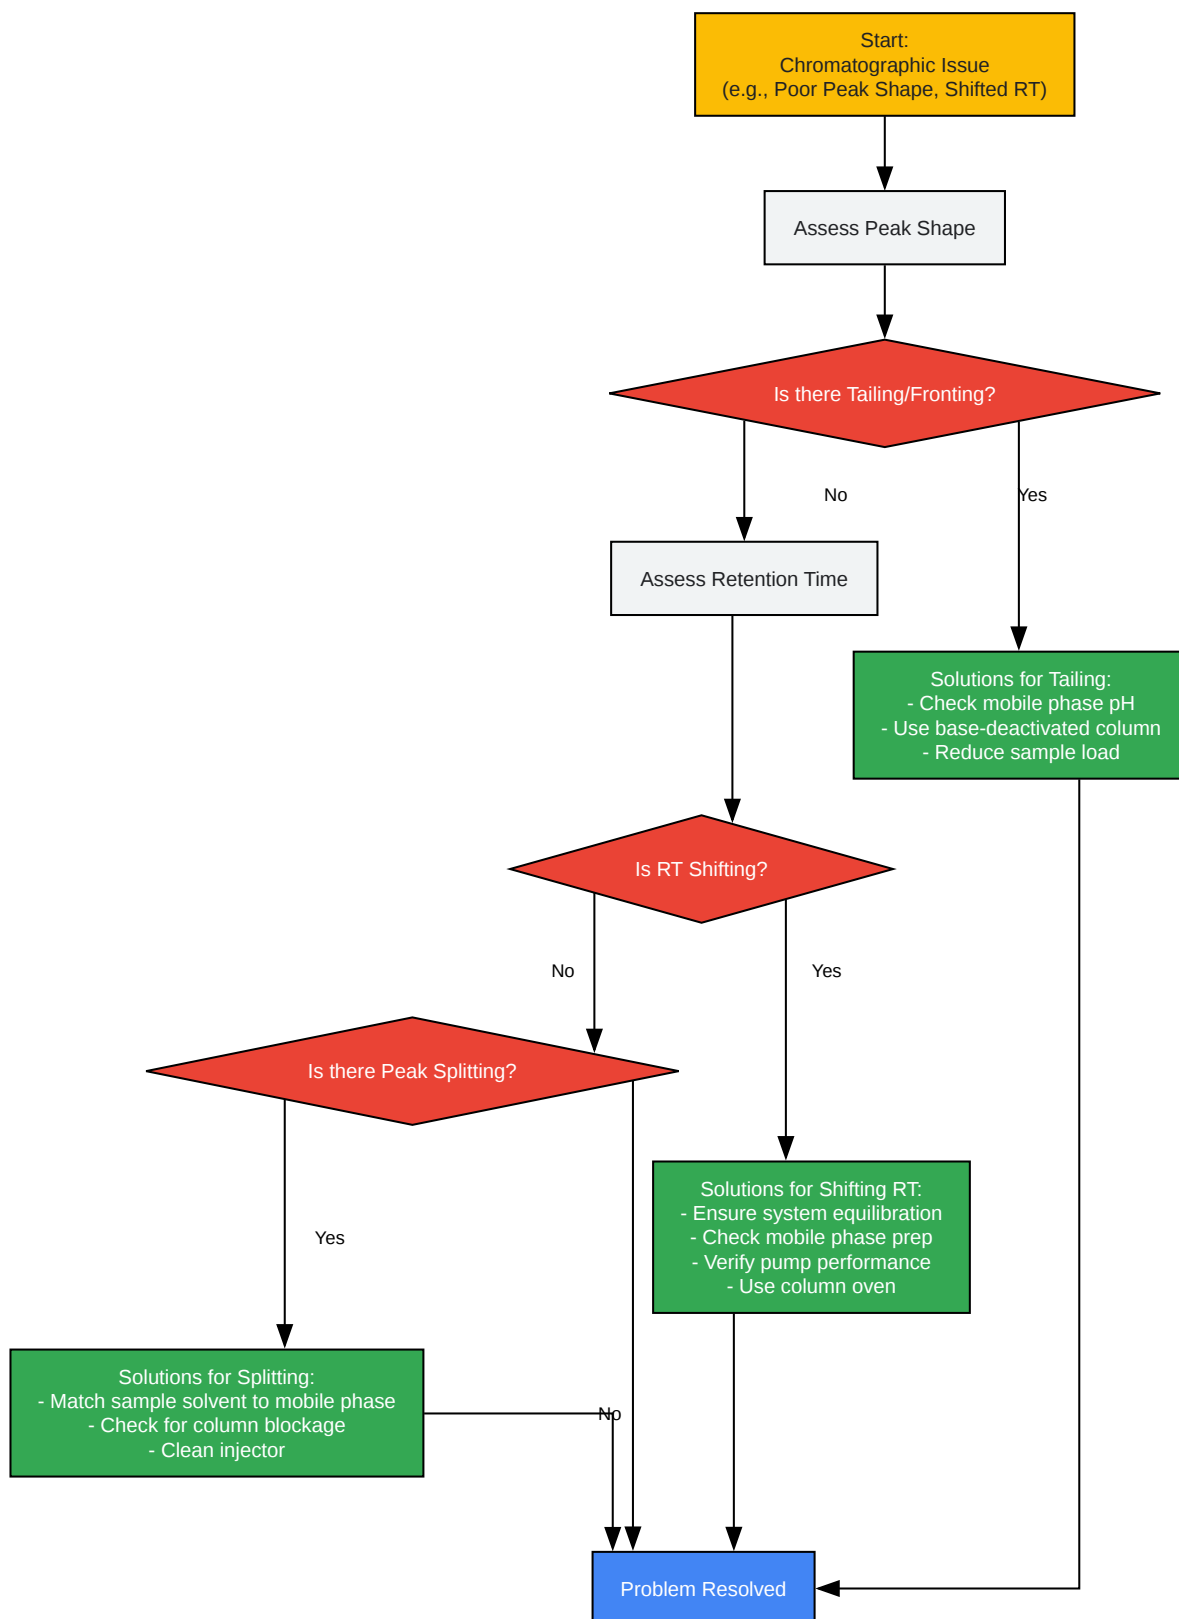 Start:
Chromatographic Issue
(e.g., Poor Peak Shape, Shifted RT)
Assess Peak Shape
Is there Tailing/Fronting?
No
Yes
Assess Retention Time
Solutions for Tailing:
- Check mobile phase pH
- Use base-deactivated column
- Reduce sample load
Is RT Shifting?
No
Yes
Is there Peak Splitting?
Solutions for Shifting RT:
- Ensure system equilibration
- Check mobile phase prep
- Verify pump performance
- Use column oven
Yes
Solutions for Splitting:
- Match sample solvent to mobile phase
- Check for column blockage
- Clean injector
No
Problem Resolved